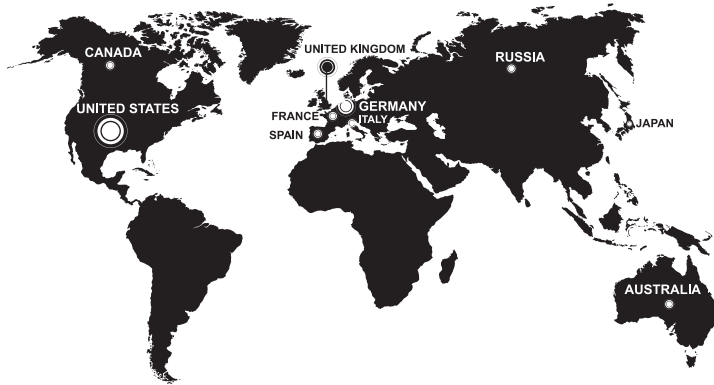 UNITED KINGDOM
CANADA
RUSSIA
UNITED STATES
GERMANY
FRANCE
ITALY
JAPAN
SPAIN
AUSTRALIA